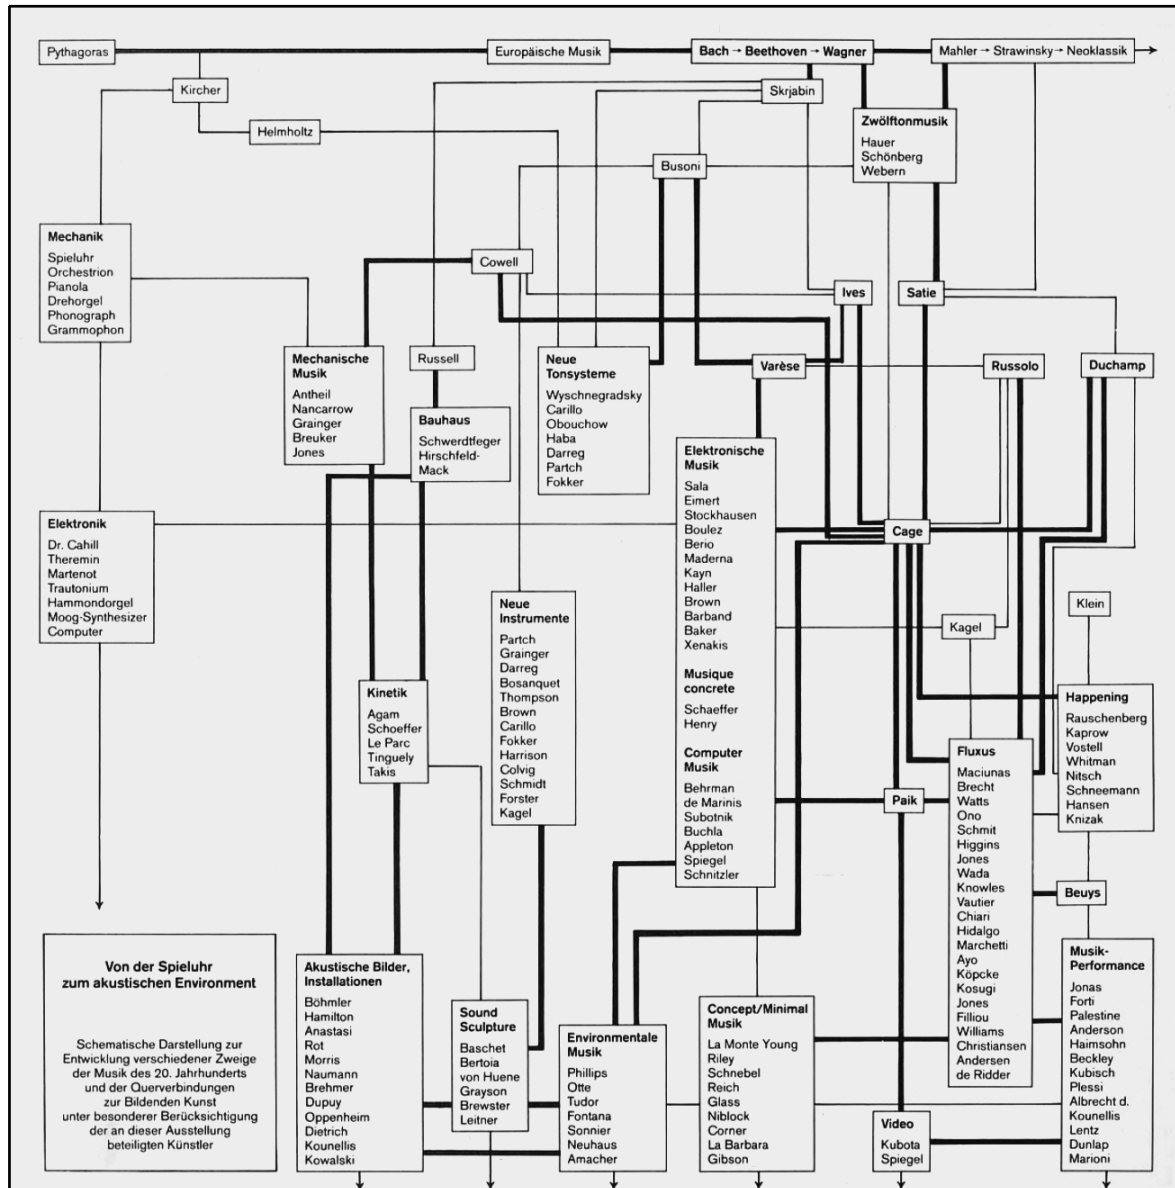 Pythagoras
Europäische Musik
Bach → Beethoven → Wagner
Mahler → Strawinsky → Neoklassik
Kircher
Skrjabin
Helmholtz
Zwölftonmusik
Hauer
Schönberg
Webern
Busoni
Mechanik
Spieluhr
Orchestrion
Pianola
Drehorgel
Phonograph
Grammophon
Cowell
Ives
Satie
Mechanische
Musik
Antheil
Nancarrow
Grainger
Breuker
Jones
Russell
Bauhaus
Schwerdtfeger
Hirschfeld-
Mack
Neue
Tonsysteme
Wyschnegradsky
Carillo
Obouchow
Haba
Darreg
Partch
Fokker
Varèse
Russolo
Duchamp
Elektronische
Musik
Sala
Eimert
Stockhausen
Boulez
Berio
Maderna
Kayn
Haller
Brown
Barband
Baker
Xenakis
Musique
concrete
Schaeffer
Henry
Computer
Musik
Behrman
de Marinis
Subotnik
Buchla
Appleton
Spiegel
Schnitzler
Elektronik
Dr. Cahill
Theremin
Martenot
Trautonium
Hammondorgel
Moog-Synthesizer
Computer
Cage
Neue
Instrumente
Partch
Grainger
Darreg
Bosanquet
Thompson
Brown
Carillo
Fokker
Harrison
Colvig
Schmidt
Forster
Kagel
Klein
Kagel
Kinetik
Agam
Schoeffer
Le Parc
Tinguely
Takis
Happening
Rauschenberg
Kaprow
Vostell
Whitman
Nitsch
Schneemann
Hansen
Knizak
Fluxus
Maciunas
Brecht
Watts
Ono
Schmit
Higgins
Jones
Wada
Knowles
Vautier
Chiari
Hidalgo
Marchetti
Ayo
Köpcke
Kosugi
Jones
Filliou
Williams
Christiansen
Andersen
de Ridder
Paik
Beuys
Von der Spieluhr
zum akustischen Environment
Schematische Darstellung zur
Entwicklung verschiedener Zweige
der Musik des 20. Jahrhunderts
und der Querverbindungen
zur Bildenden Kunst
unter besonderer Berücksichtigung
der an dieser Ausstellung
beteiligten Künstler
Akustische Bilder,
Installationen
Böhmler
Hamilton
Anastasi
Rot
Morris
Naumann
Brehmer
Dupuy
Oppenheim
Dietrich
Kounellis
Kowalski
Sound
Sculpture
Baschet
Bertoia
von Huene
Grayson
Brewster
Leitner
Environmentale
Musik
Phillips
Otte
Tudor
Fontana
Sonnier
Neuhaus
Amacher
Concept/Minimal
Musik
La Monte Young
Riley
Schnebel
Reich
Glass
Niblock
Corner
La Barbara
Gibson
Video
Kubota
Spiegel
Musik-
Performance
Jonas
Forti
Palestine
Anderson
Haimsohn
Beckley
Kubisch
Plessi
Albrecht d.
Kounellis
Lentz
Dunlap
Marioni